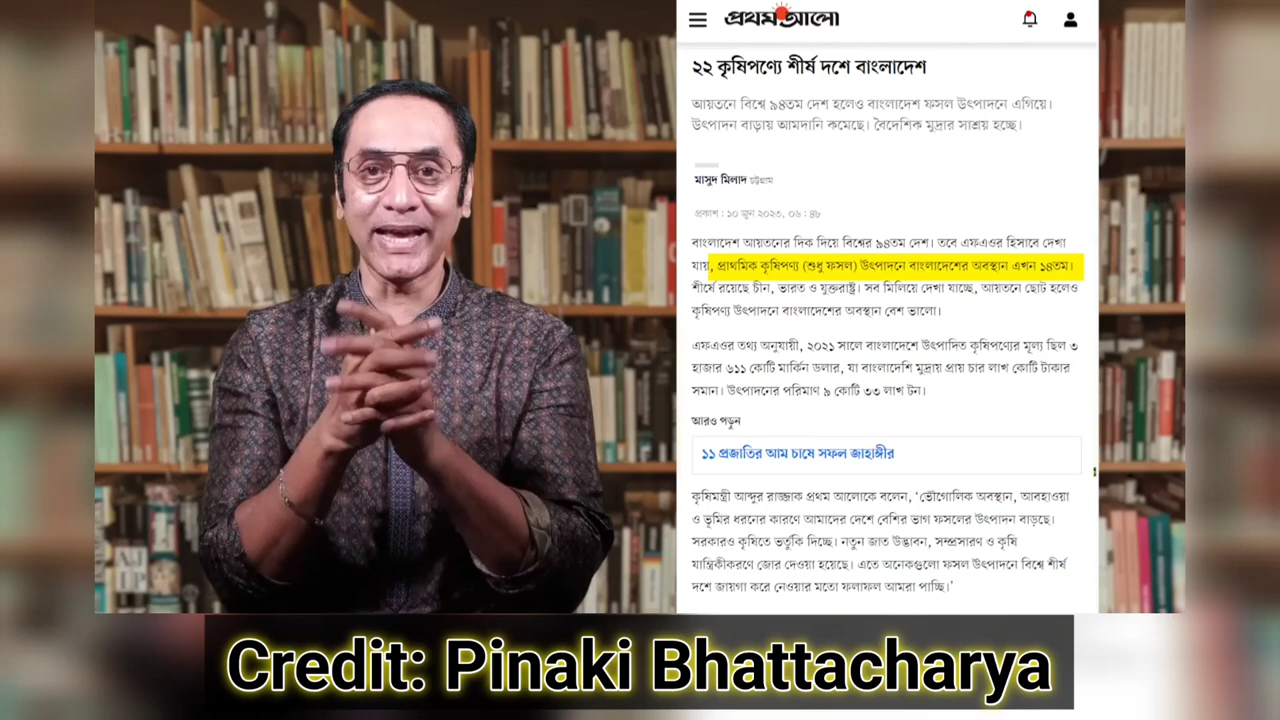 প্রথম আলো
২২ কৃষিপণ্যে শীর্ষ দশে বাংলাদেশ
আয়তনে বিশ্বে ৯৪তম দেশ হলেও বাংলাদেশ ফসল উৎপাদনে এগিয়ে।
উৎপাদন বাড়ায় আমদানি কমেছে। বৈদেশিক মুদ্রার সাশ্রয় হচ্ছে।
মাসুদ মিলাদ চট্টগ্রাম
প্রকাশ : ১০ জুন ২০২৩, ০৬ : ৪৮
বাংলাদেশ আয়তনের দিক দিয়ে বিশ্বের ৯৪তম দেশ। তবে এফএওর হিসাবে দেখা
যায়, প্রাথমিক কৃষিপণ্য (শুধু ফসল) উৎপাদনে বাংলাদেশের অবস্থান এখন ১৪তম।
শীর্ষে রয়েছে চীন, ভারত ও যুক্তরাষ্ট্র। সব মিলিয়ে দেখা যাচ্ছে, আয়তনে ছোট হলেও
কৃষিপণ্য উৎপাদনে বাংলাদেশের অবস্থান বেশ ভালো।
এফএওর তথ্য অনুযায়ী, ২০২১ সালে বাংলাদেশে উৎপাদিত কৃষিপণ্যের মূল্য ছিল ৩
হাজার ৬১১ কোটি মার্কিন ডলার, যা বাংলাদেশি মুদ্রায় প্রায় চার লাখ কোটি টাকার
সমান। উৎপাদনের পরিমাণ ৯ কোটি ৩৩ লাখ টন।
আরও পড়ুন
১১ প্রজাতির আম চাষে সফল জাহাঙ্গীর
কৃষিমন্ত্রী আব্দুর রাজ্জাক প্রথম আলোকে বলেন, ‘ভৌগোলিক অবস্থান, আবহাওয়া
ও ভূমির ধরনের কারণে আমাদের দেশে বেশির ভাগ ফসলের উৎপাদন বাড়ছে।
সরকারও কৃষিতে ভর্তুকি দিচ্ছে। নতুন জাত উদ্ভাবন, সম্প্রসারণ ও কৃষি
যান্ত্রিকীকরণে জোর দেওয়া হয়েছে। এতে অনেকগুলো ফসল উৎপাদনে বিশ্বে শীর্ষ
দশে জায়গা করে নেওয়ার মতো ফলাফল আমরা পাচ্ছি।’
Credit: Pinaki Bhattacharya